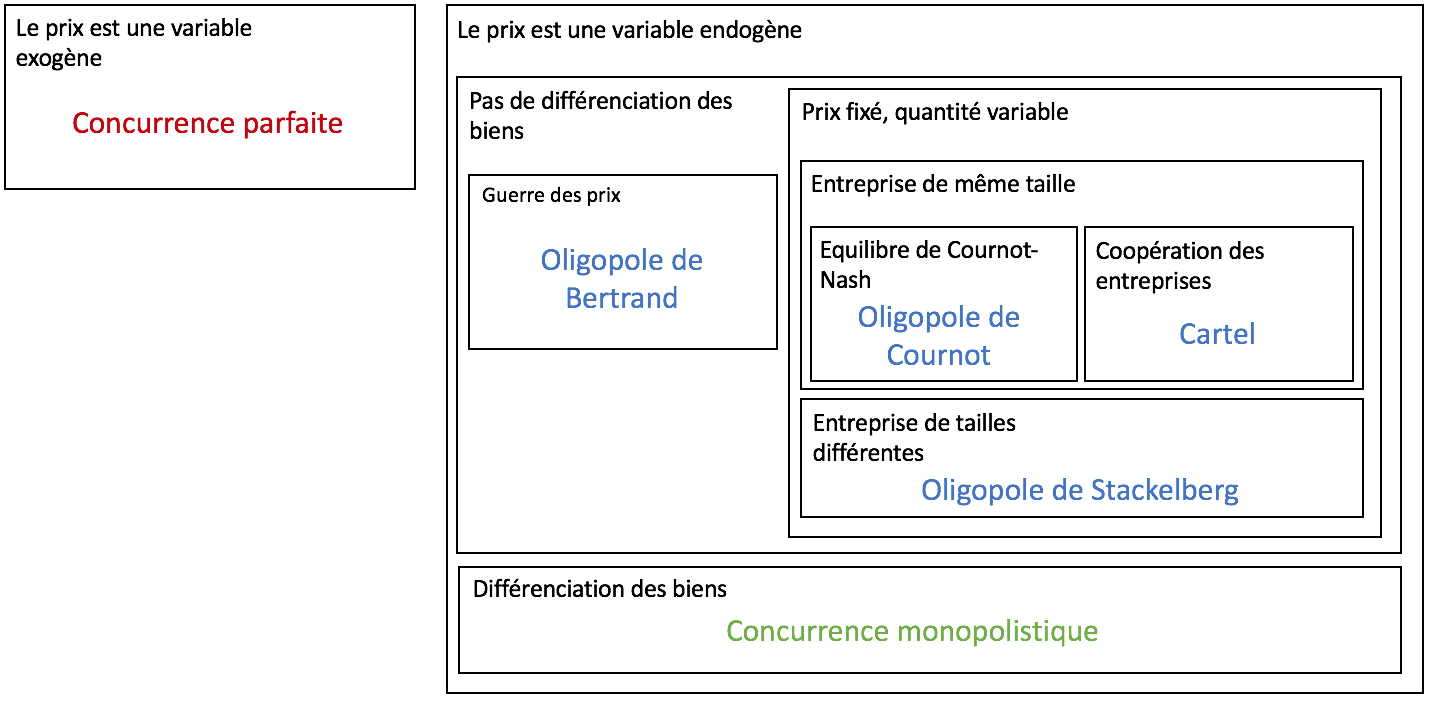 Le prix est une variable
exogène
Concurrence parfaite
Le prix est une variable endogène
Pas de différenciation des
biens
Guerre des prix
Oligopole de
Bertrand
Prix fixé, quantité variable
Entreprise de même taille
Equilibre de Cournot-
Nash
Oligopole de
Cournot
Coopération des
entreprises
Cartel
Entreprise de tailles
différentes
Oligopole de Stackelberg
Différenciation des biens
Concurrence monopolistique